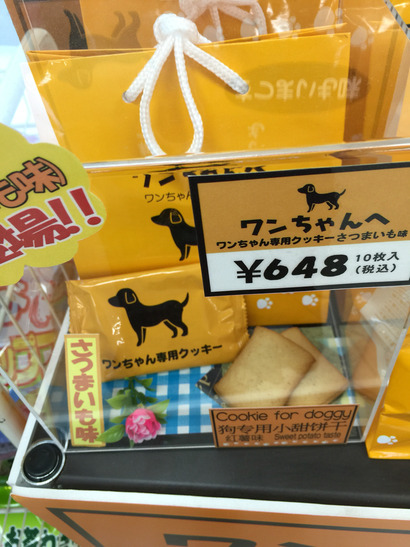 ワンちゃんへ
ワンちゃん専用クッキーさつまいも味
¥648
10枚入
(税込)
ワンちゃん専用クッキー
さつまいも味
Cookie for doggy
狗专用小甜饼干
红薯味 Sweet potato taste
場!!